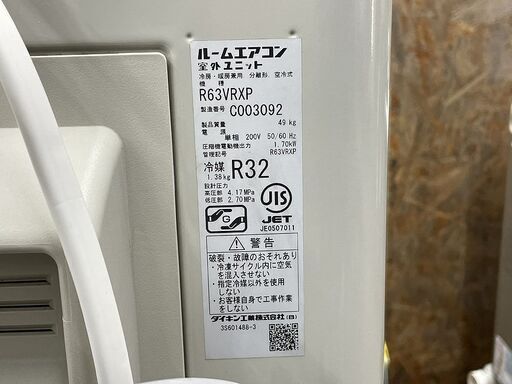 ルームエアコン
室外ユニット
冷房・暖房兼用 分離形, 空冷式
機種
R63VRXP
製造番号 C003092
製品質量 49 kg
電源
単相 200V 50/60 Hz
圧縮機電動機出力 1.70kW
管理記号 R63VRXP
冷媒 R32
1.38kg
設計圧力
高圧部 4.17 MPa
低圧部 2.70 MPa
G
JIS
JET
JE0507011
警告
破裂・故障のおそれあり
・冷凍サイクル内に空気
を混入させない
・指定冷媒以外を使用
しない
・お客様自身で工事作業
をしない
ダイキン工業株式会社(日)
3S601488-3